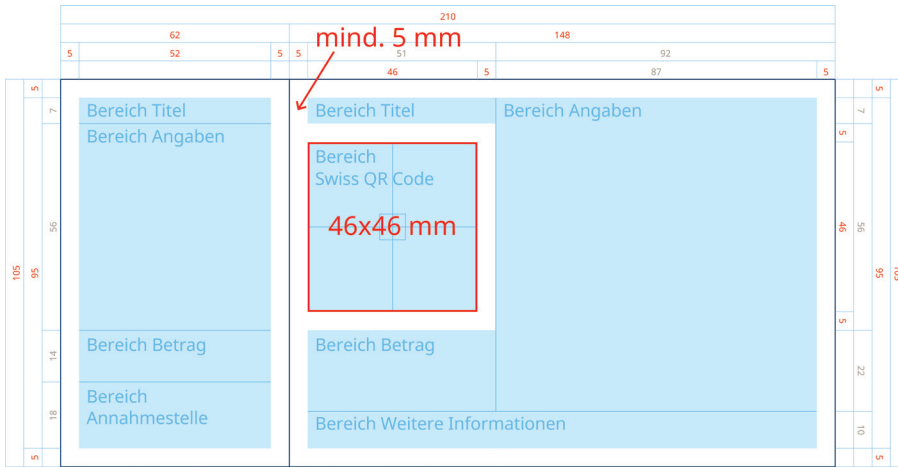 210
62
148
mind. 5 mm
5
52
5
5
51
92
46
5
87
5
5
7
Bereich Titel
Bereich Titel
Bereich Angaben
7
5
Bereich Angaben
5
Bereich
Swiss QR Code
46x46 mm
56
46
56
105
95
95
5
Bereich Betrag
Bereich Betrag
14
22
Bereich
Annahmestelle
18
Bereich Weitere Informationen
10
5
5